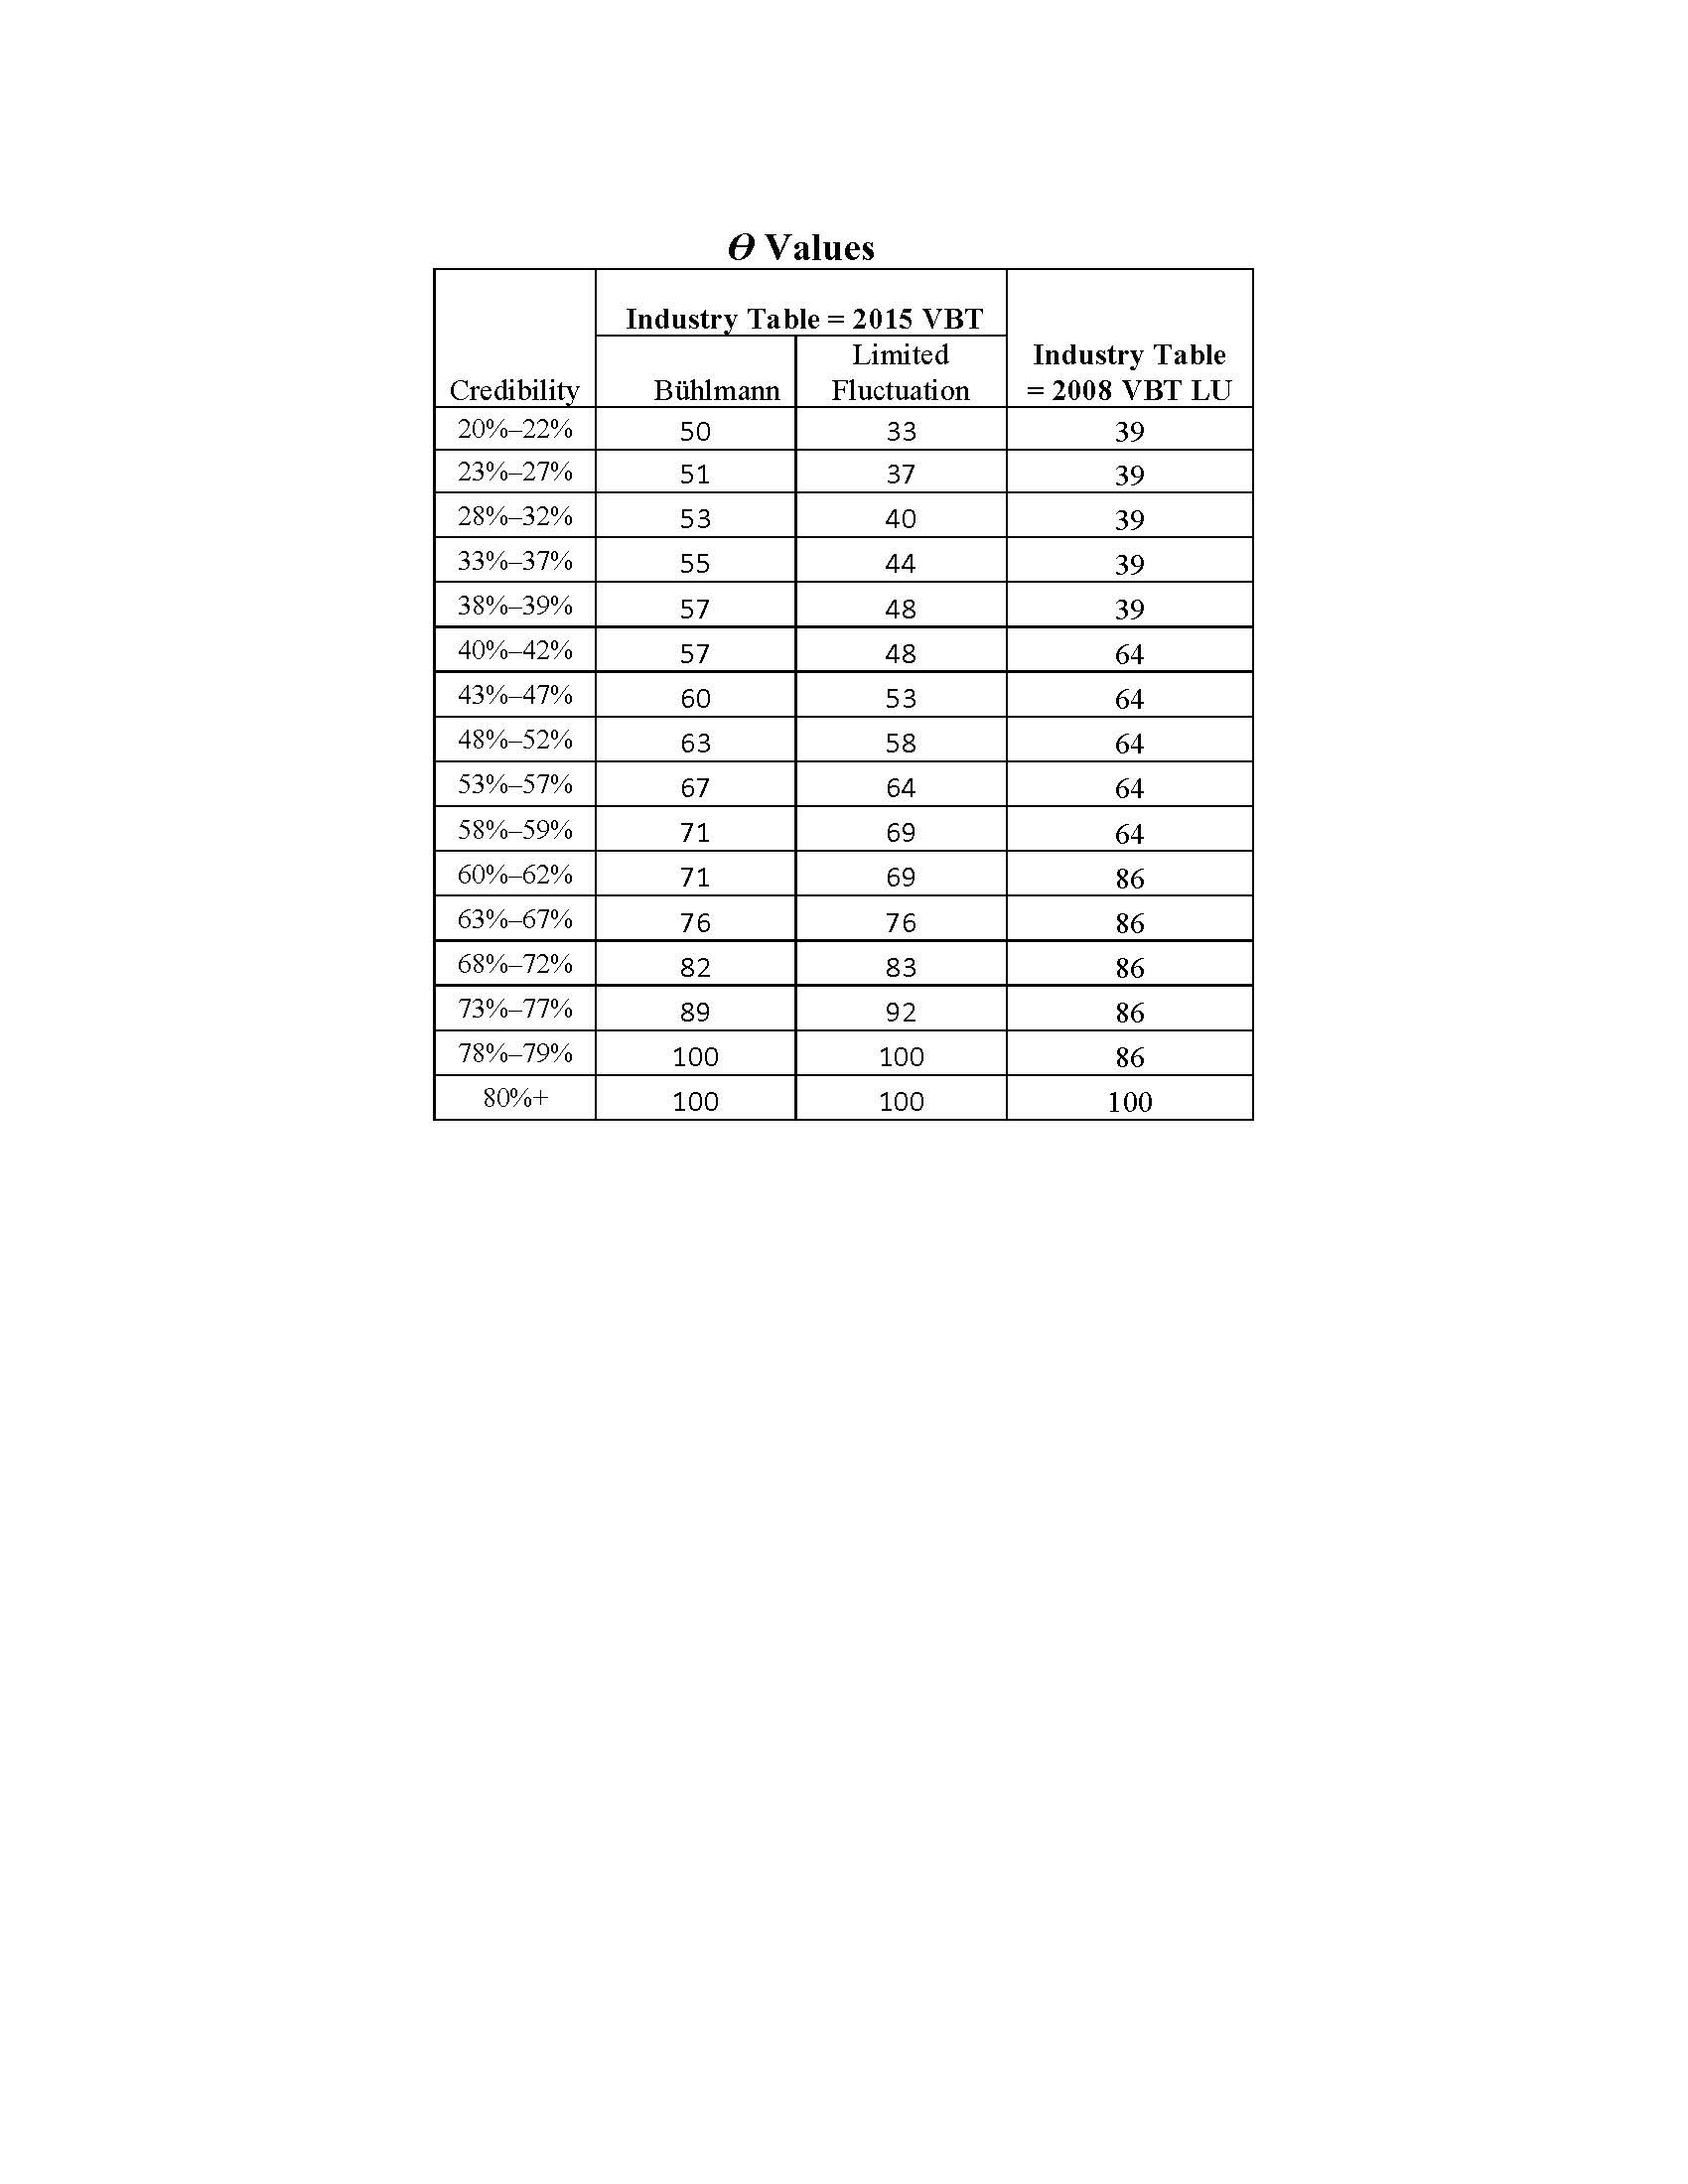 Ө Values
Industry Table = 2015 VBT
Credibility Bühlmann Limited Fluctuation Industry Table = 2008 VBT LU
20%–22% 50 33 39
23%–27% 51 37 39
28%–32% 53 40 39
33%–37% 55 44 39
38%–39% 57 48 39
40%–42% 57 48 64
43%–47% 60 53 64
48%–52% 63 58 64
53%–57% 67 64 64
58%–59% 71 69 64
60%–62% 71 69 86
63%–67% 76 76 86
68%–72% 82 83 86
73%–77% 89 92 86
78%–79% 100 100 86
80%+ 100 100 100